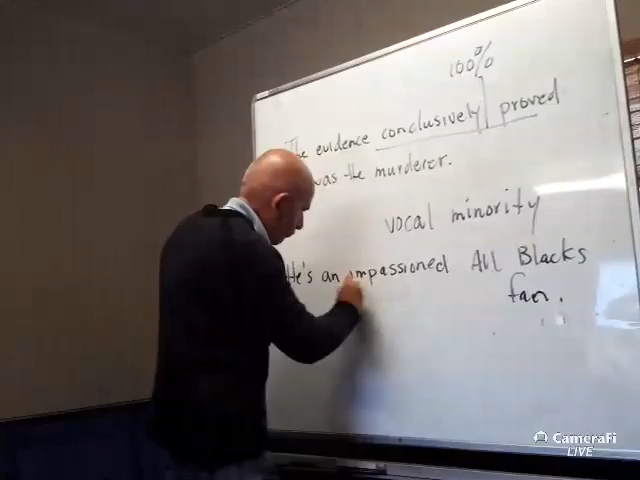 100%
The evidence conclusively proved
was the murderer.
vocal minority
He's an impassioned All Blacks
fan.
CameraFi
LIVE